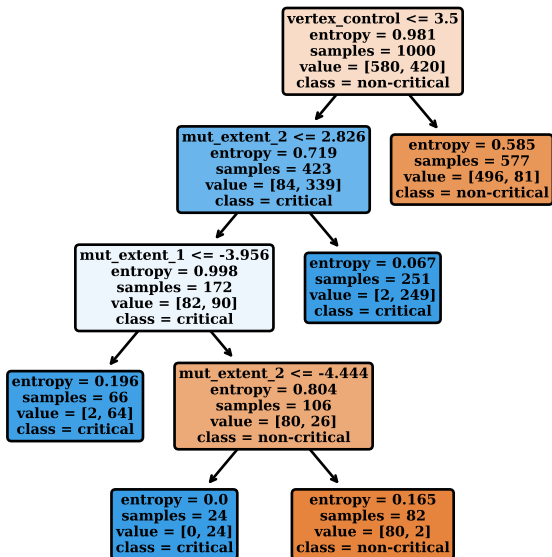 vertex_control <= 3.5
entropy = 0.981
samples = 1000
value = [580, 420]
class = non-critical
mut_extent_2 <= 2.826
entropy = 0.719
samples = 423
value = [84, 339]
class = critical
entropy = 0.585
samples = 577
value = [496, 81]
class = non-critical
mut_extent_1 <= -3.956
entropy = 0.998
samples = 172
value = [82, 90]
class = critical
entropy = 0.067
samples = 251
value = [2, 249]
class = critical
entropy = 0.196
samples = 66
value = [2, 64]
class = critical
mut_extent_2 <= -4.444
entropy = 0.804
samples = 106
value = [80, 26]
class = non-critical
entropy = 0.0
samples = 24
value = [0, 24]
class = critical
entropy = 0.165
samples = 82
value = [80, 2]
class = non-critical